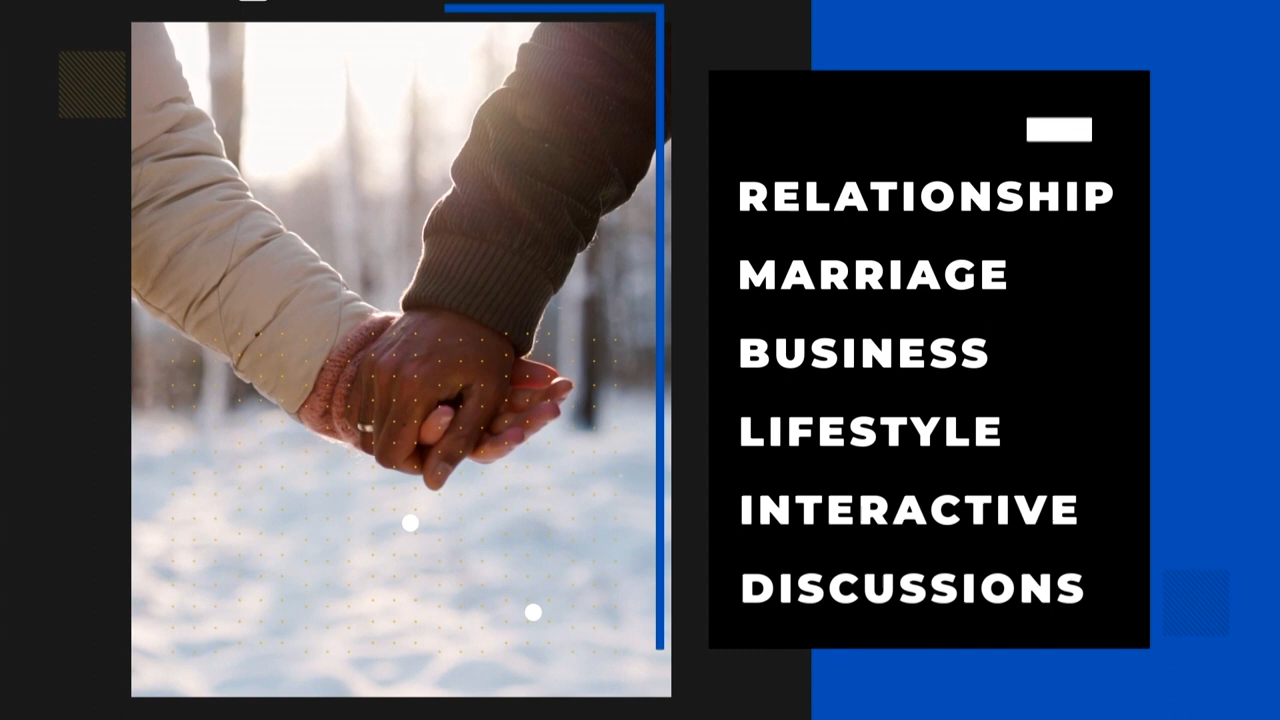 RELATIONSHIP
MARRIAGE
BUSINESS
LIFESTYLE
INTERACTIVE
DISCUSSIONS